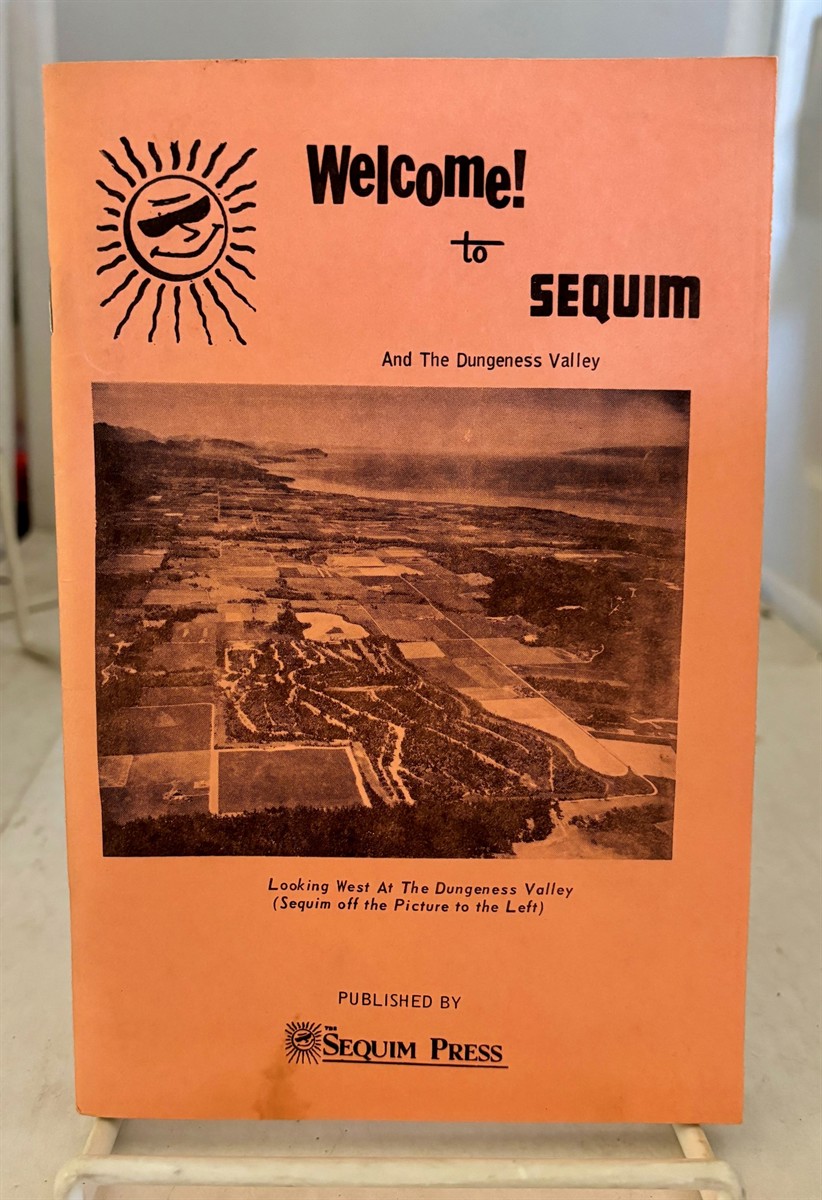 Welcome!
to
SEQUIM
And The Dungeness Valley
Looking West At The Dungeness Valley
(Sequim off the Picture to the Left)
PUBLISHED BY
THE SEQUIM PRESS